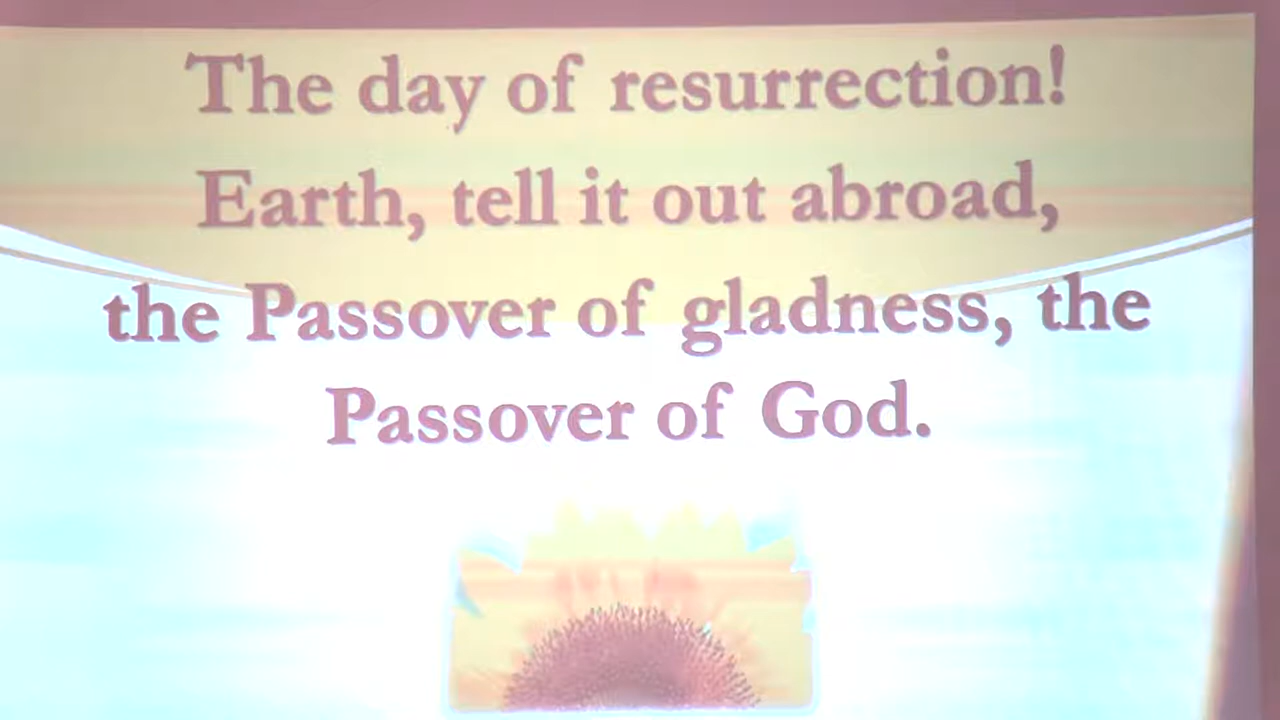 The day of resurrection!
Earth, tell it out abroad,
the Passover of gladness, the
Passover of God.